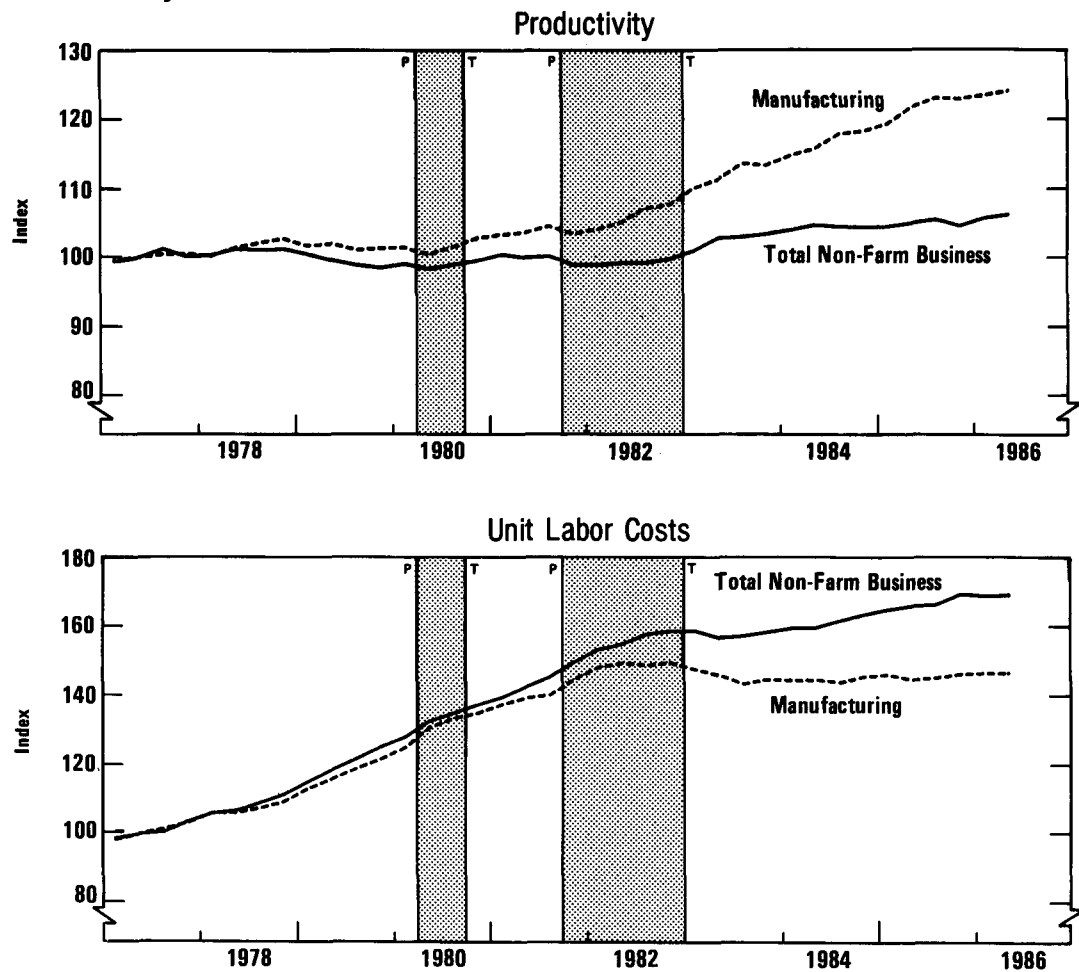 Productivity
130
P T P T
Manufacturing
120
110
Index
100
Total Non-Farm Business
90
80
1978 1980 1982 1984 1986
Unit Labor Costs
180
P T P T
Total Non-Farm Business
160
140
Manufacturing
Index
120
100
80
1978 1980 1982 1984 1986